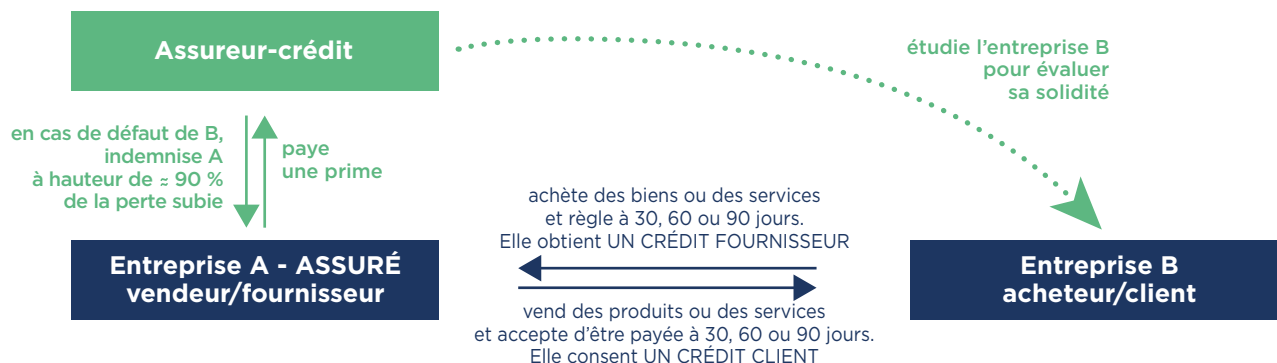 Assureur-crédit
étudie l’entreprise B
pour évaluer
sa solidité
en cas de défaut de B,
indemnise A
à hauteur de ≈ 90 %
de la perte subie
paye
une prime
achète des biens ou des services
et règle à 30, 60 ou 90 jours.
Elle obtient UN CRÉDIT FOURNISSEUR
Entreprise A - ASSURÉ
vendeur/fournisseur
Entreprise B
acheteur/client
vend des produits ou des services
et accepte d’être payée à 30, 60 ou 90 jours.
Elle consent UN CRÉDIT CLIENT